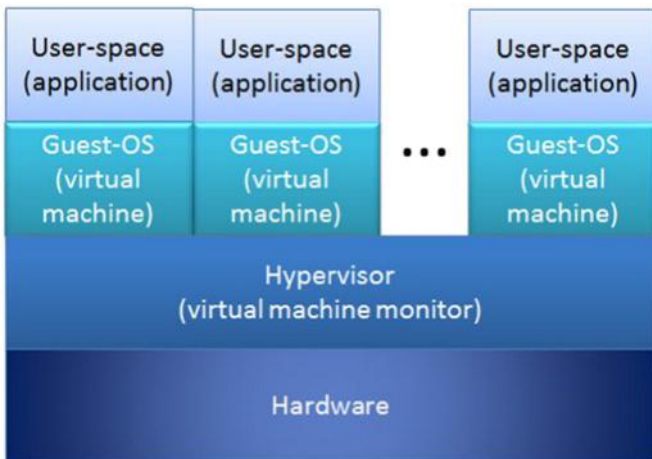 User-space
(application)
User-space
(application)
...
User-space
(application)
Guest-OS
(virtual
machine)
Guest-OS
(virtual
machine)
Guest-OS
(virtual
machine)
Hypervisor
(virtual machine monitor)
Hardware